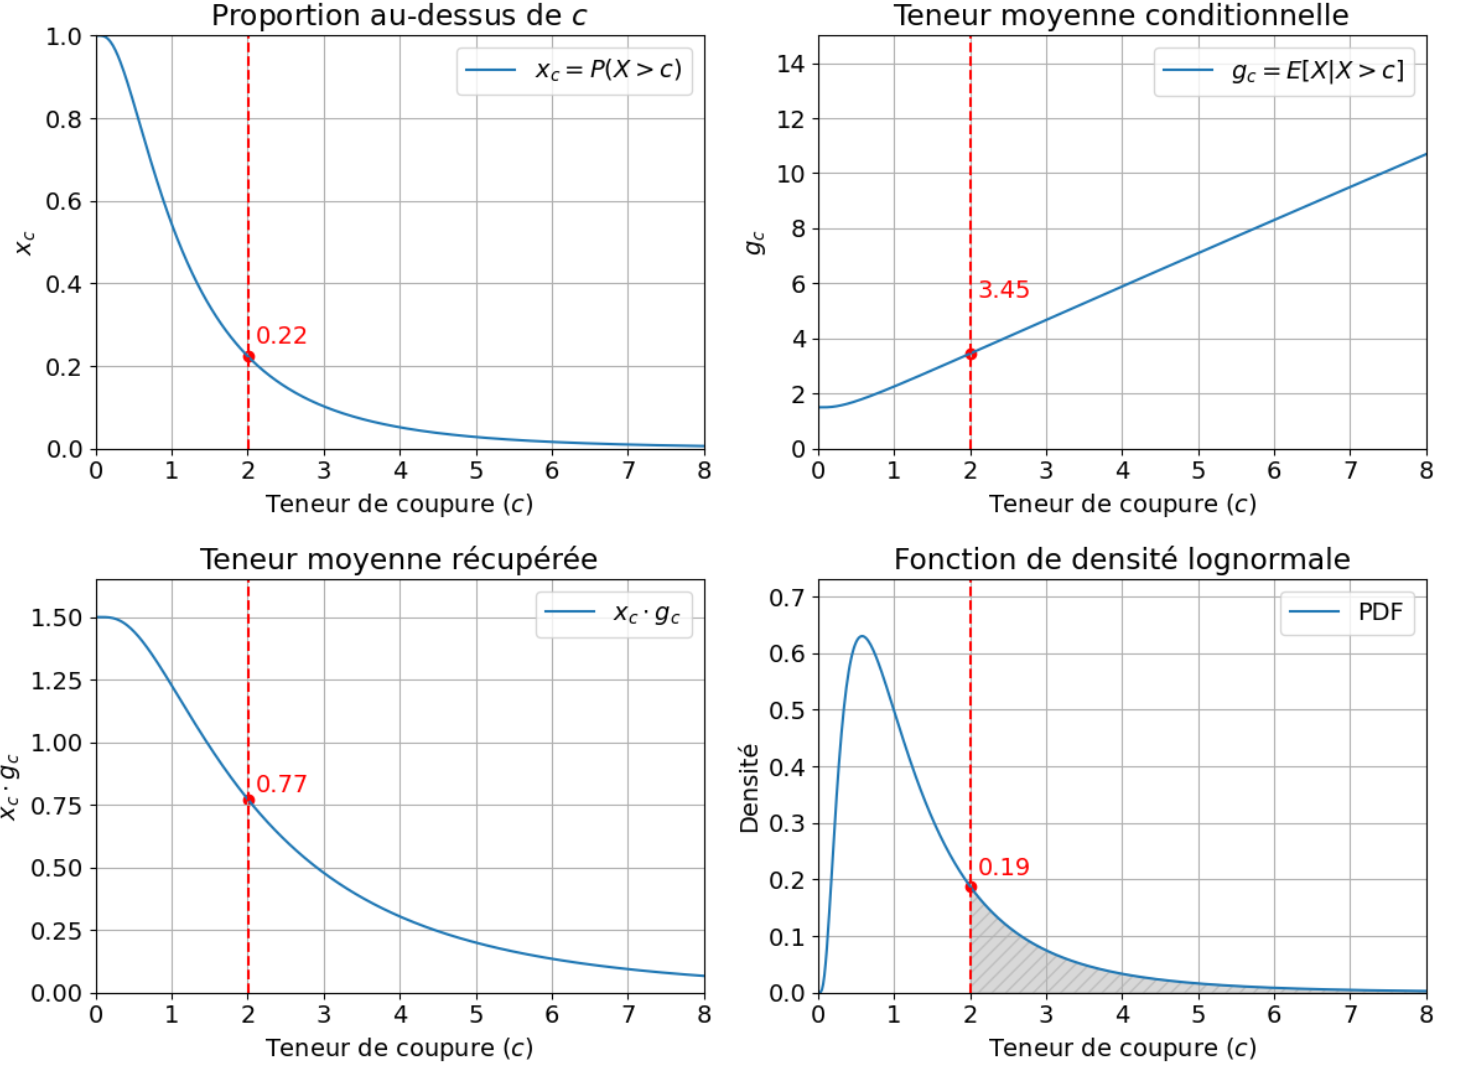 Proportion au-dessus de c
1.0
0.8
0.6
0.4
0.2
0.0
x_c
x_c = P(X > c)
0.22
0 1 2 3 4 5 6 7 8
Teneur de coupure (c)
Teneur moyenne conditionnelle
14
12
10
8
6
4
2
0
g_c
g_c = E[X|X > c]
3.45
0 1 2 3 4 5 6 7 8
Teneur de coupure (c)
Teneur moyenne récupérée
1.50
1.25
1.00
0.75
0.50
0.25
0.00
x_c · g_c
x_c · g_c
0.77
0 1 2 3 4 5 6 7 8
Teneur de coupure (c)
Fonction de densité lognormale
0.7
0.6
0.5
0.4
0.3
0.2
0.1
0.0
Densité
PDF
0.19
0 1 2 3 4 5 6 7 8
Teneur de coupure (c)